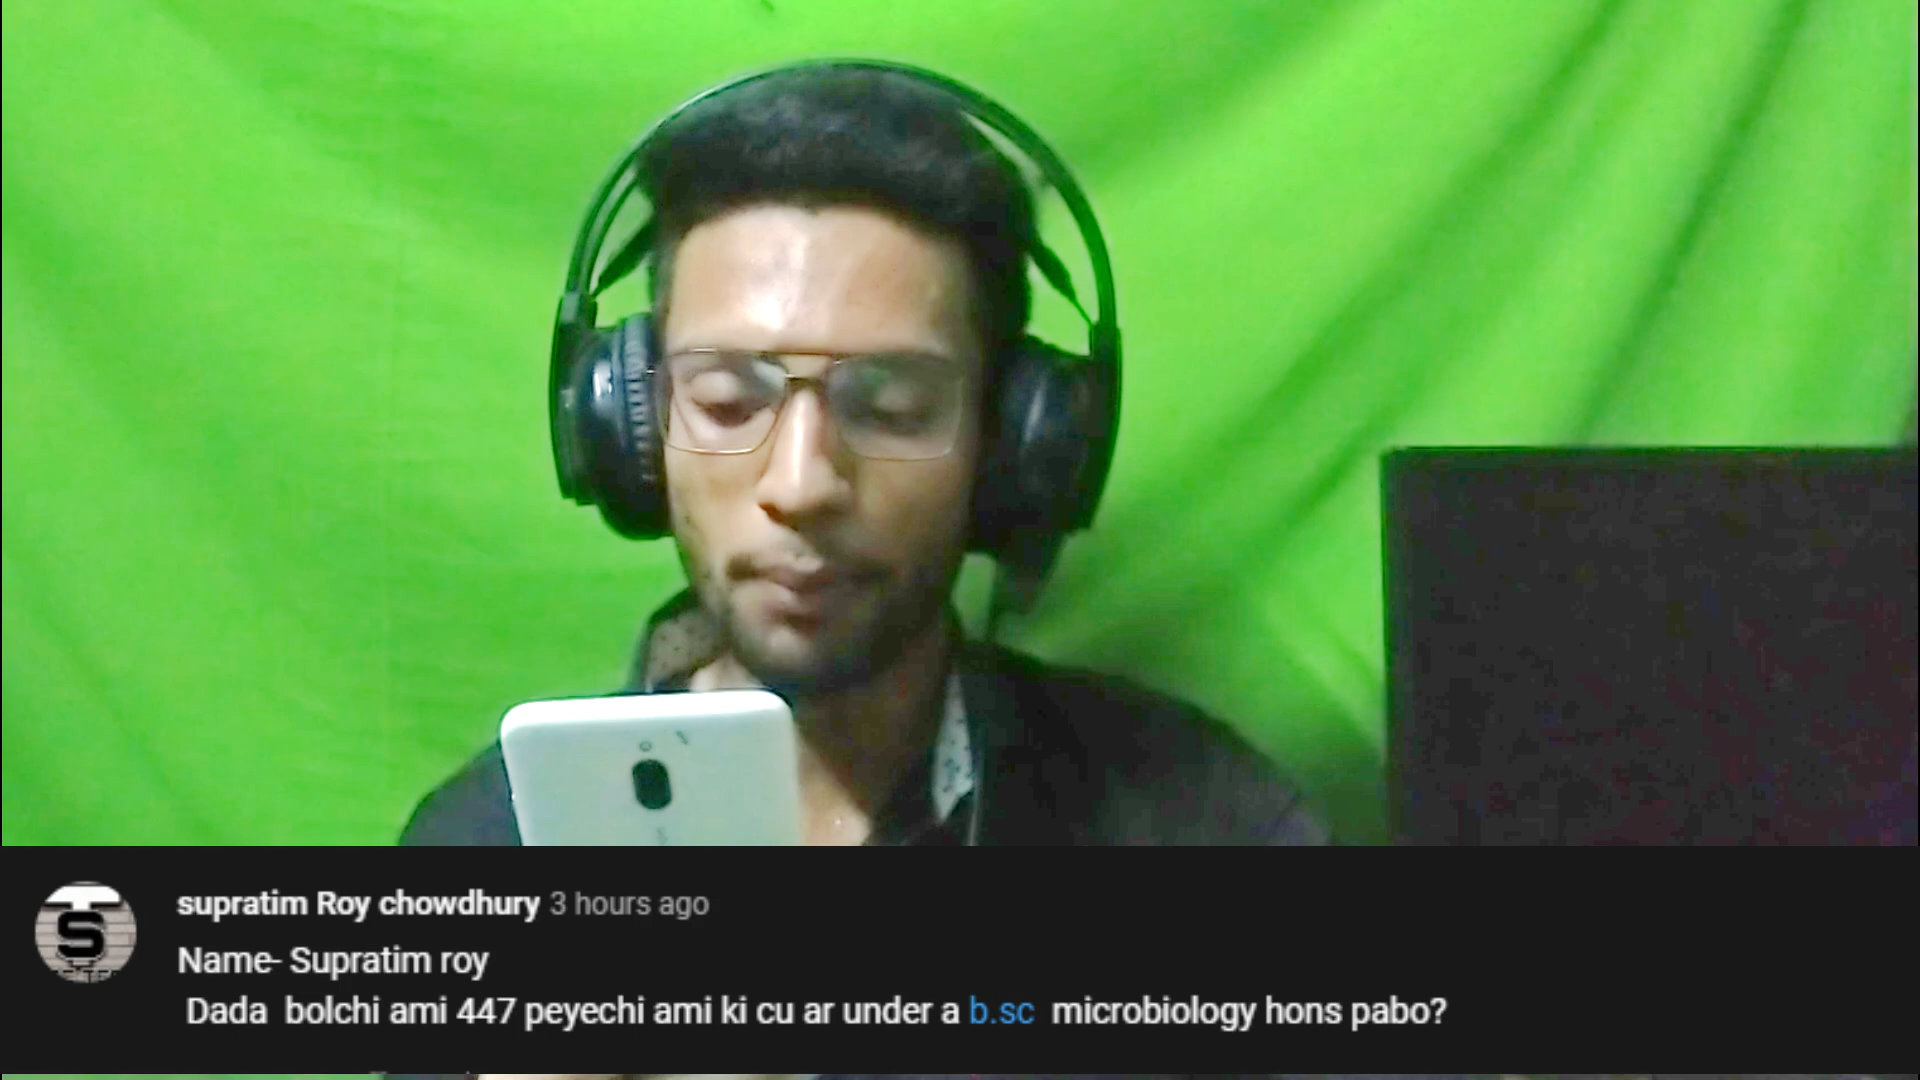 supratim Roy chowdhury 3 hours ago
Name- Supratim roy
Dada bolchi ami 447 peyechi ami ki cu ar under a b.sc microbiology hons pabo?
S